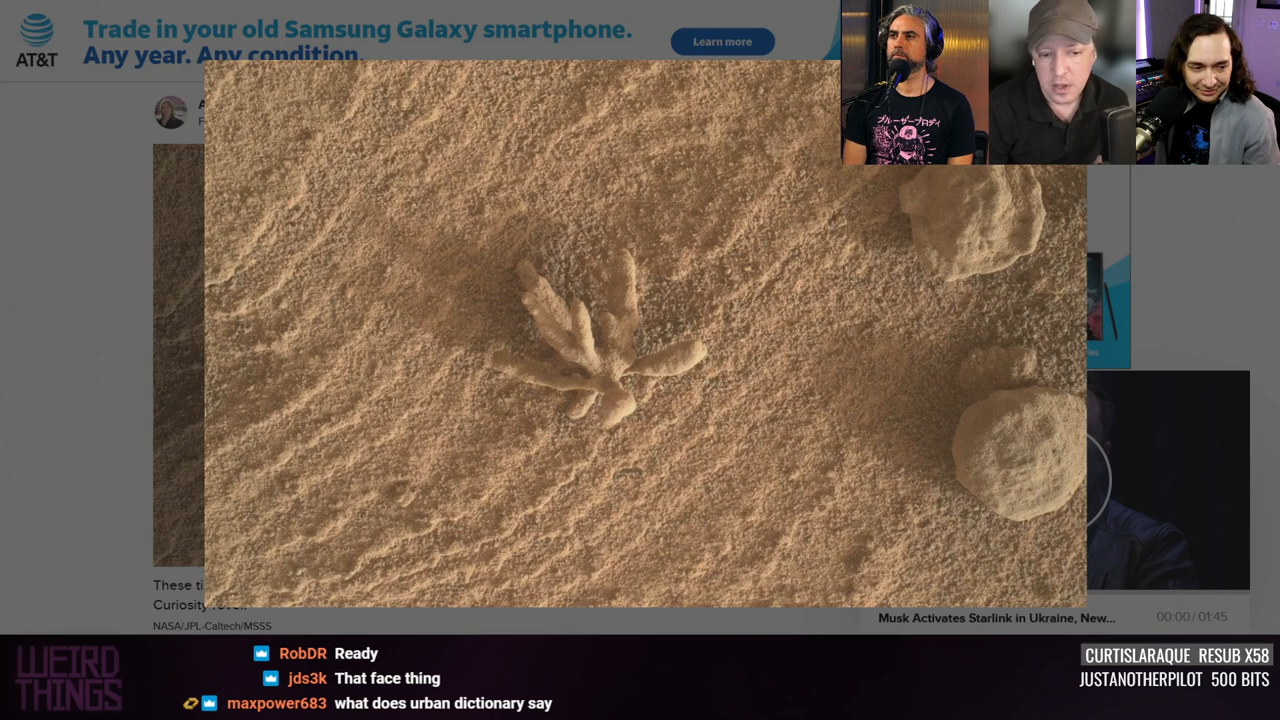 AT&T
Trade in your old Samsung Galaxy smartphone.
Any year. Any condition.
Learn more
ブルーザーブロディ
These ti
Curiosity rover.
NASA/JPL-Caltech/MSSS
Musk Activates Starlink in Ukraine, New...
00:00 / 01:45
WEIRD
THINGS
RobDR Ready
jds3k That face thing
maxpower683 what does urban dictionary say
CURTISLARAQUE RESUB X58
JUSTANOTHERPILOT 500 BITS